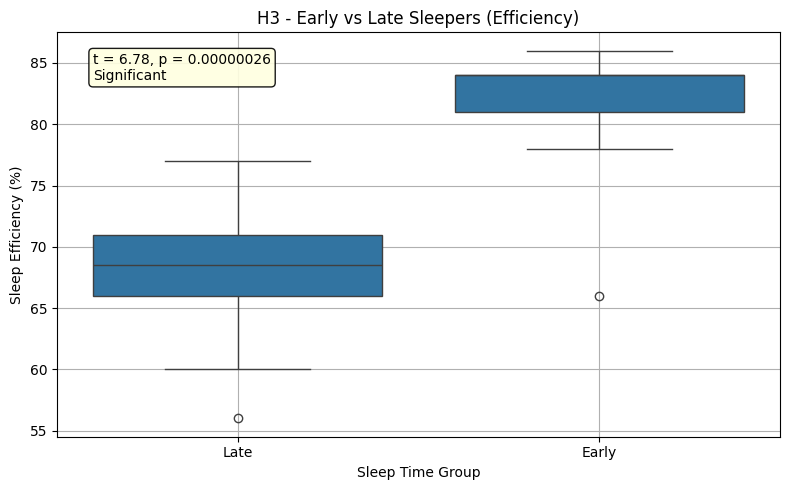 H3 - Early vs Late Sleepers (Efficiency)
t = 6.78, p = 0.00000026
Significant
Sleep Efficiency (%)
85
80
75
70
65
60
55
Late
Early
Sleep Time Group